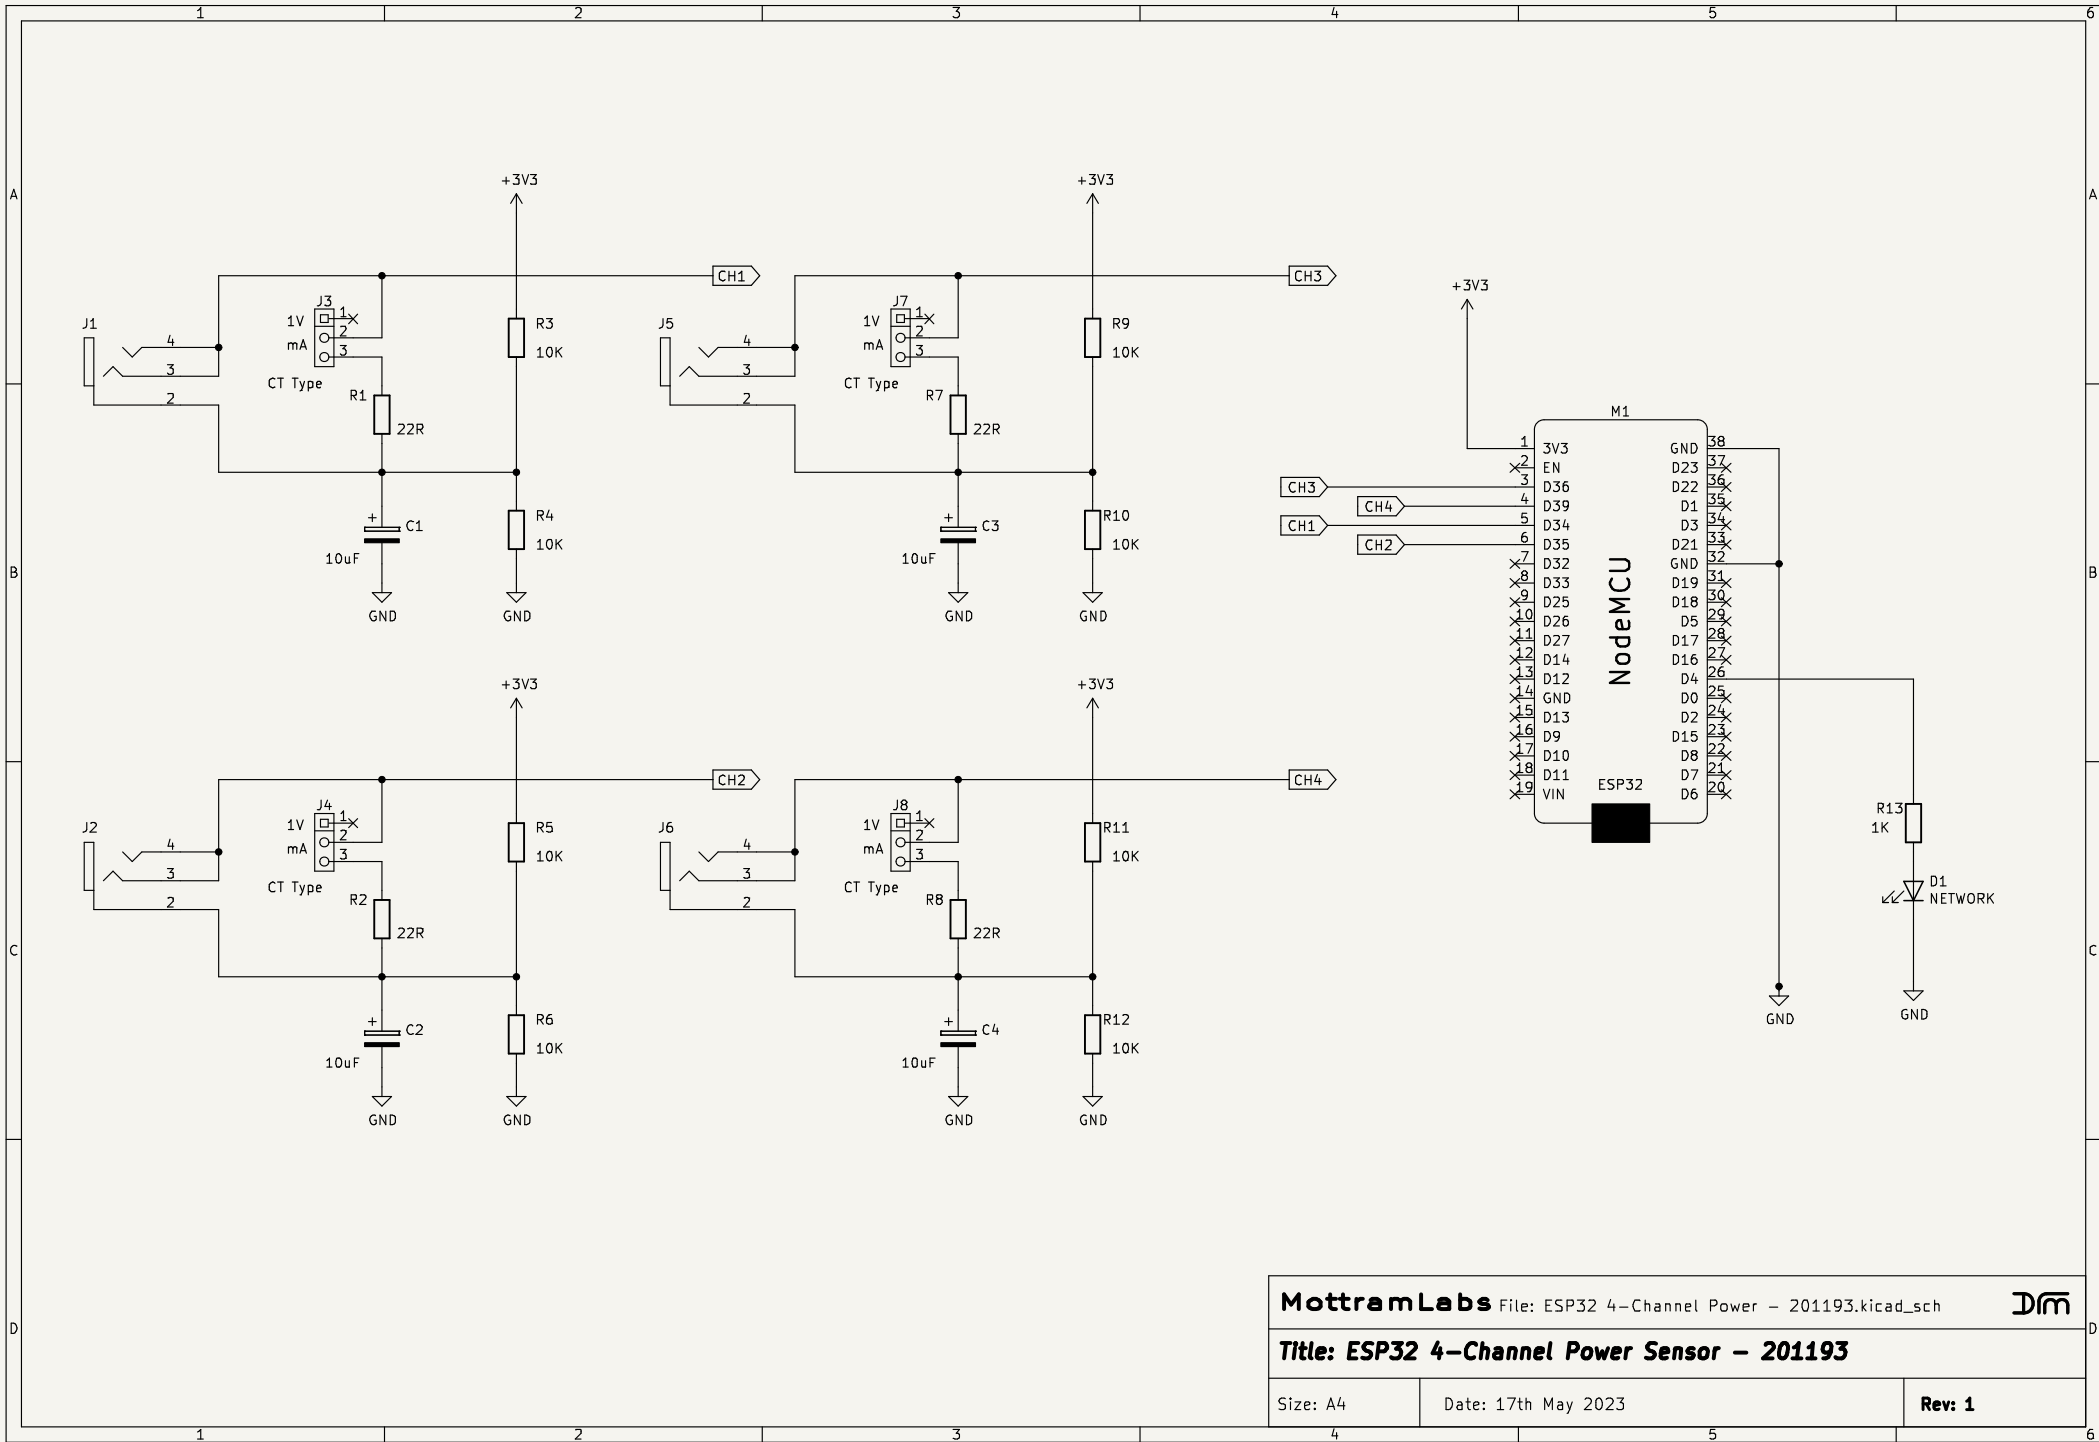 1 2 3 4 5 6
A A
B B
C C
D D
1 2 3 4 5 6
+3V3
CH1
J1
4
3
2
J3
1V
mA
1
2
3
CT Type
R1
22R
R3
10K
R4
10K
C1
+
10uF
GND
GND
+3V3
CH3
J5
4
3
2
J7
1V
mA
1
2
3
CT Type
R7
22R
R9
10K
R10
10K
C3
+
10uF
GND
GND
+3V3
CH2
J2
4
3
2
J4
1V
mA
1
2
3
CT Type
R2
22R
R5
10K
R6
10K
C2
+
10uF
GND
GND
+3V3
CH4
J6
4
3
2
J8
1V
mA
1
2
3
CT Type
R8
22R
R11
10K
R12
10K
C4
+
10uF
GND
GND
+3V3
M1
CH3
CH4
CH1
CH2
1 3V3 GND 38
2 EN D23 37
3 D36 D22 36
4 D39 D1 35
5 D34 D3 34
6 D35 D21 33
7 D32 GND 32
8 D33 D19 31
9 D25 D18 30
10 D26 D5 29
11 D27 D17 28
12 D14 D16 27
13 D12 D4 26
14 GND D0 25
15 D13 D2 24
16 D9 D15 23
17 D10 D8 22
18 D11 D7 21
19 VIN D6 20
NodeMCU
ESP32
R13
1K
D1
NETWORK
GND
GND
MottramLabs File: ESP32 4-Channel Power - 201193.kicad_sch
Title: ESP32 4-Channel Power Sensor - 201193
Size: A4 Date: 17th May 2023 Rev: 1